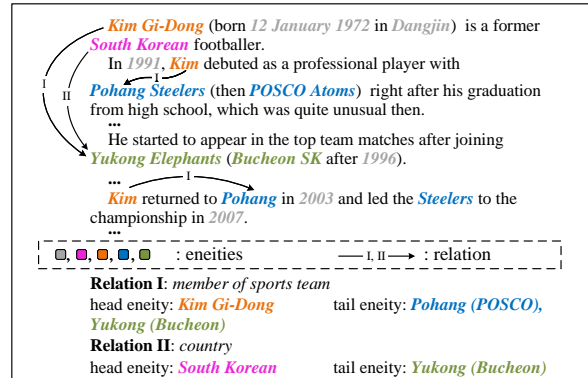 Kim Gi-Dong (born 12 January 1972 in Dangjin) is a former
South Korean footballer.
In 1991, Kim debuted as a professional player with
I
Pohang Steelers (then POSCO Atoms) right after his graduation
I
II
from high school, which was quite unusual then.
...
He started to appear in the top team matches after joining
Yukong Elephants (Bucheon SK after 1996).
...
I
Kim returned to Pohang in 2003 and led the Steelers to the
championship in 2007.
...
, , , , : eneities I, II : relation
Relation I: member of sports team
head eneity: Kim Gi-Dong tail eneity: Pohang (POSCO),
Yukong (Bucheon)
Relation II: country
head eneity: South Korean tail eneity: Yukong (Bucheon)